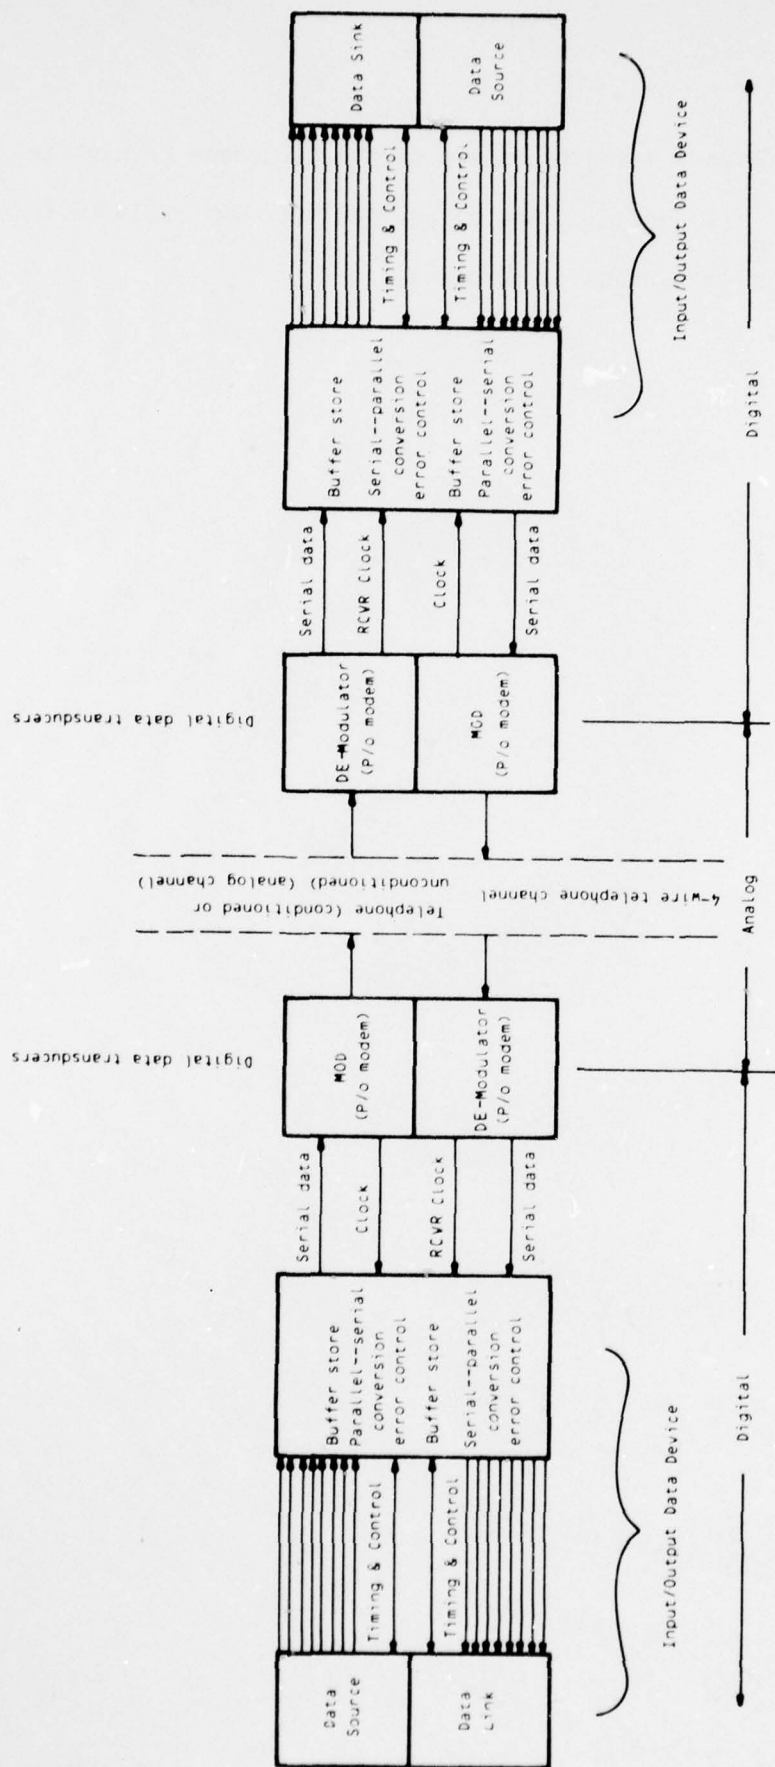 Data
Source
Data
Link
Timing & Control
Timing & Control
Buffer store
Parallel--serial
conversion
error control
Buffer store
Serial--parallel
conversion
error control
Input/Output Data Device
Serial data
Clock
RCVR Clock
Serial data
Digital data transducers
MOD
(P/o modem)
DE-Modulator
(P/o modem)
Telephone (conditioned or
unconditioned) (analog channel)
4-wire telephone channel
Digital data transducers
DE-Modulator
(P/o modem)
MOD
(P/o modem)
Serial data
RCVR Clock
Clock
Serial data
Buffer store
Serial--parallel
conversion
error control
Buffer store
Parallel--serial
conversion
error control
Timing & Control
Timing & Control
Data Sink
Data
Source
Input/Output Data Device
Digital
Analog
Digital